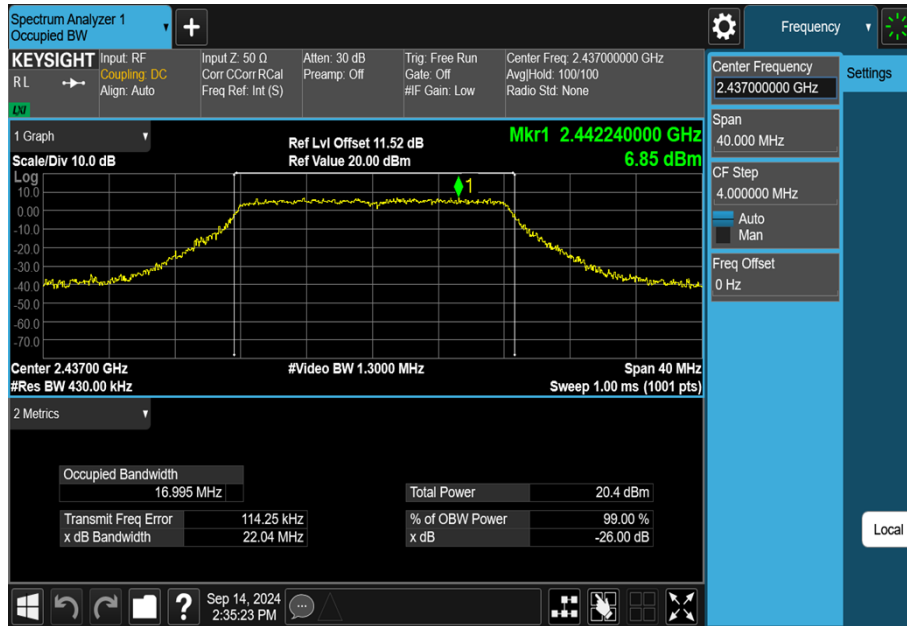 Spectrum Analyzer 1
Occupied BW
+
Frequency
KEYSIGHT
R L
LXI
Input: RF
Coupling: DC
Align: Auto
Input Z: 50 Ω
Corr CCorr RCal
Freq Ref: Int (S)
Atten: 30 dB
Preamp: Off
Trig: Free Run
Gate: Off
#IF Gain: Low
Center Freq: 2.437000000 GHz
Avg|Hold: 100/100
Radio Std: None
Center Frequency
2.437000000 GHz
Settings
Span
40.000 MHz
CF Step
4.000000 MHz
Auto
Man
Freq Offset
0 Hz
Local
1 Graph
Scale/Div 10.0 dB
Ref Lvl Offset 11.52 dB
Ref Value 20.00 dBm
Mkr1 2.442240000 GHz
6.85 dBm
Log
1
10.0
0.00
-10.0
-20.0
-30.0
-40.0
-50.0
-60.0
-70.0
Center 2.43700 GHz
#Video BW 1.3000 MHz
Span 40 MHz
#Res BW 430.00 kHz
Sweep 1.00 ms (1001 pts)
2 Metrics
Occupied Bandwidth
16.995 MHz
Total Power 20.4 dBm
Transmit Freq Error 114.25 kHz
% of OBW Power 99.00 %
x dB Bandwidth 22.04 MHz
x dB -26.00 dB
?
Sep 14, 2024
2:35:23 PM